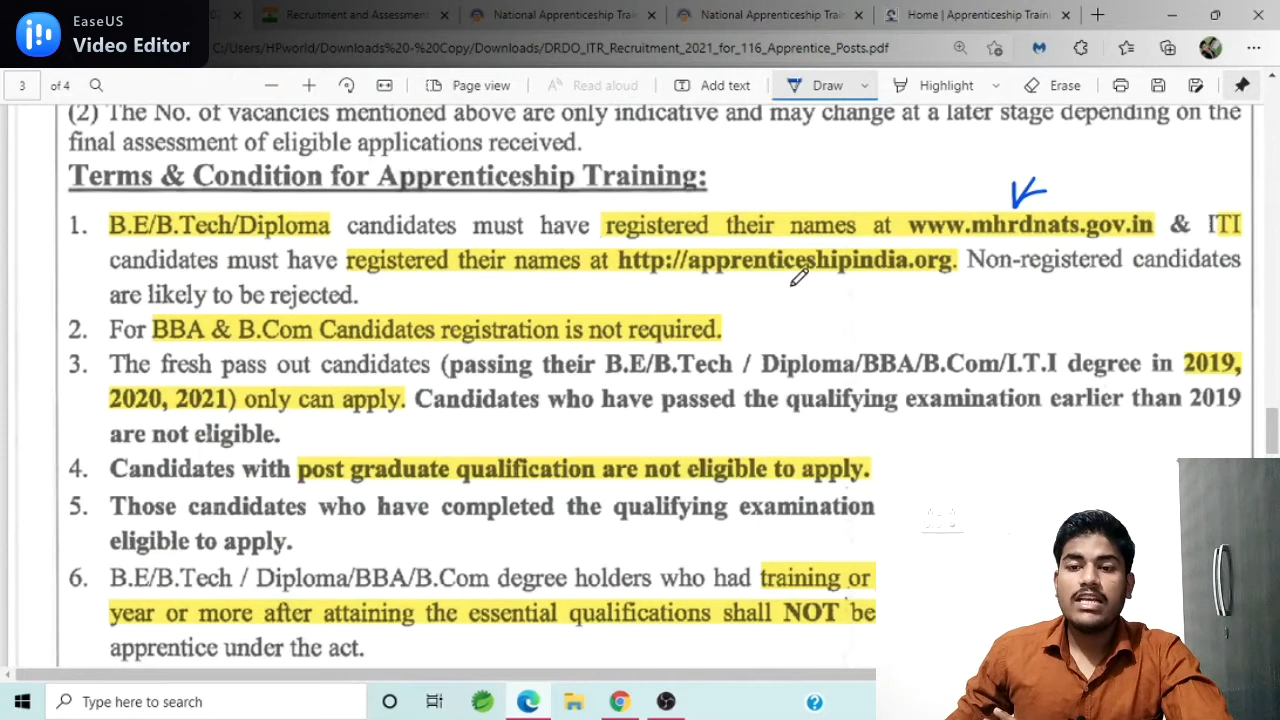 EaseUS
Video Editor
Recruitment and Assessment
National Apprenticeship Train
National Apprenticeship Train
Home | Apprenticeship Traini
C:/Users/HPworld/Downloads%20-%20Copy/Downloads/DRDO_ITR_Recruitment_2021_for_116_Apprentice_Posts.pdf
3 of 4
Page view
Read aloud
Add text
Draw
Highlight
Erase
(2) The No. of vacancies mentioned above are only indicative and may change at a later stage depending on the
final assessment of eligible applications received.
Terms & Condition for Apprenticeship Training:
1. B.E/B.Tech/Diploma candidates must have registered their names at www.mhrdnats.gov.in & ITI
candidates must have registered their names at http://apprenticeshipindia.org. Non-registered candidates
are likely to be rejected.
2. For BBA & B.Com Candidates registration is not required.
3. The fresh pass out candidates (passing their B.E/B.Tech / Diploma/BBA/B.Com/I.T.I degree in 2019,
2020, 2021) only can apply. Candidates who have passed the qualifying examination earlier than 2019
are not eligible.
4. Candidates with post graduate qualification are not eligible to apply.
5. Those candidates who have completed the qualifying examination
eligible to apply.
6. B.E/B.Tech / Diploma/BBA/B.Com degree holders who had training or
year or more after attaining the essential qualifications shall NOT be
apprentice under the act.
Type here to search